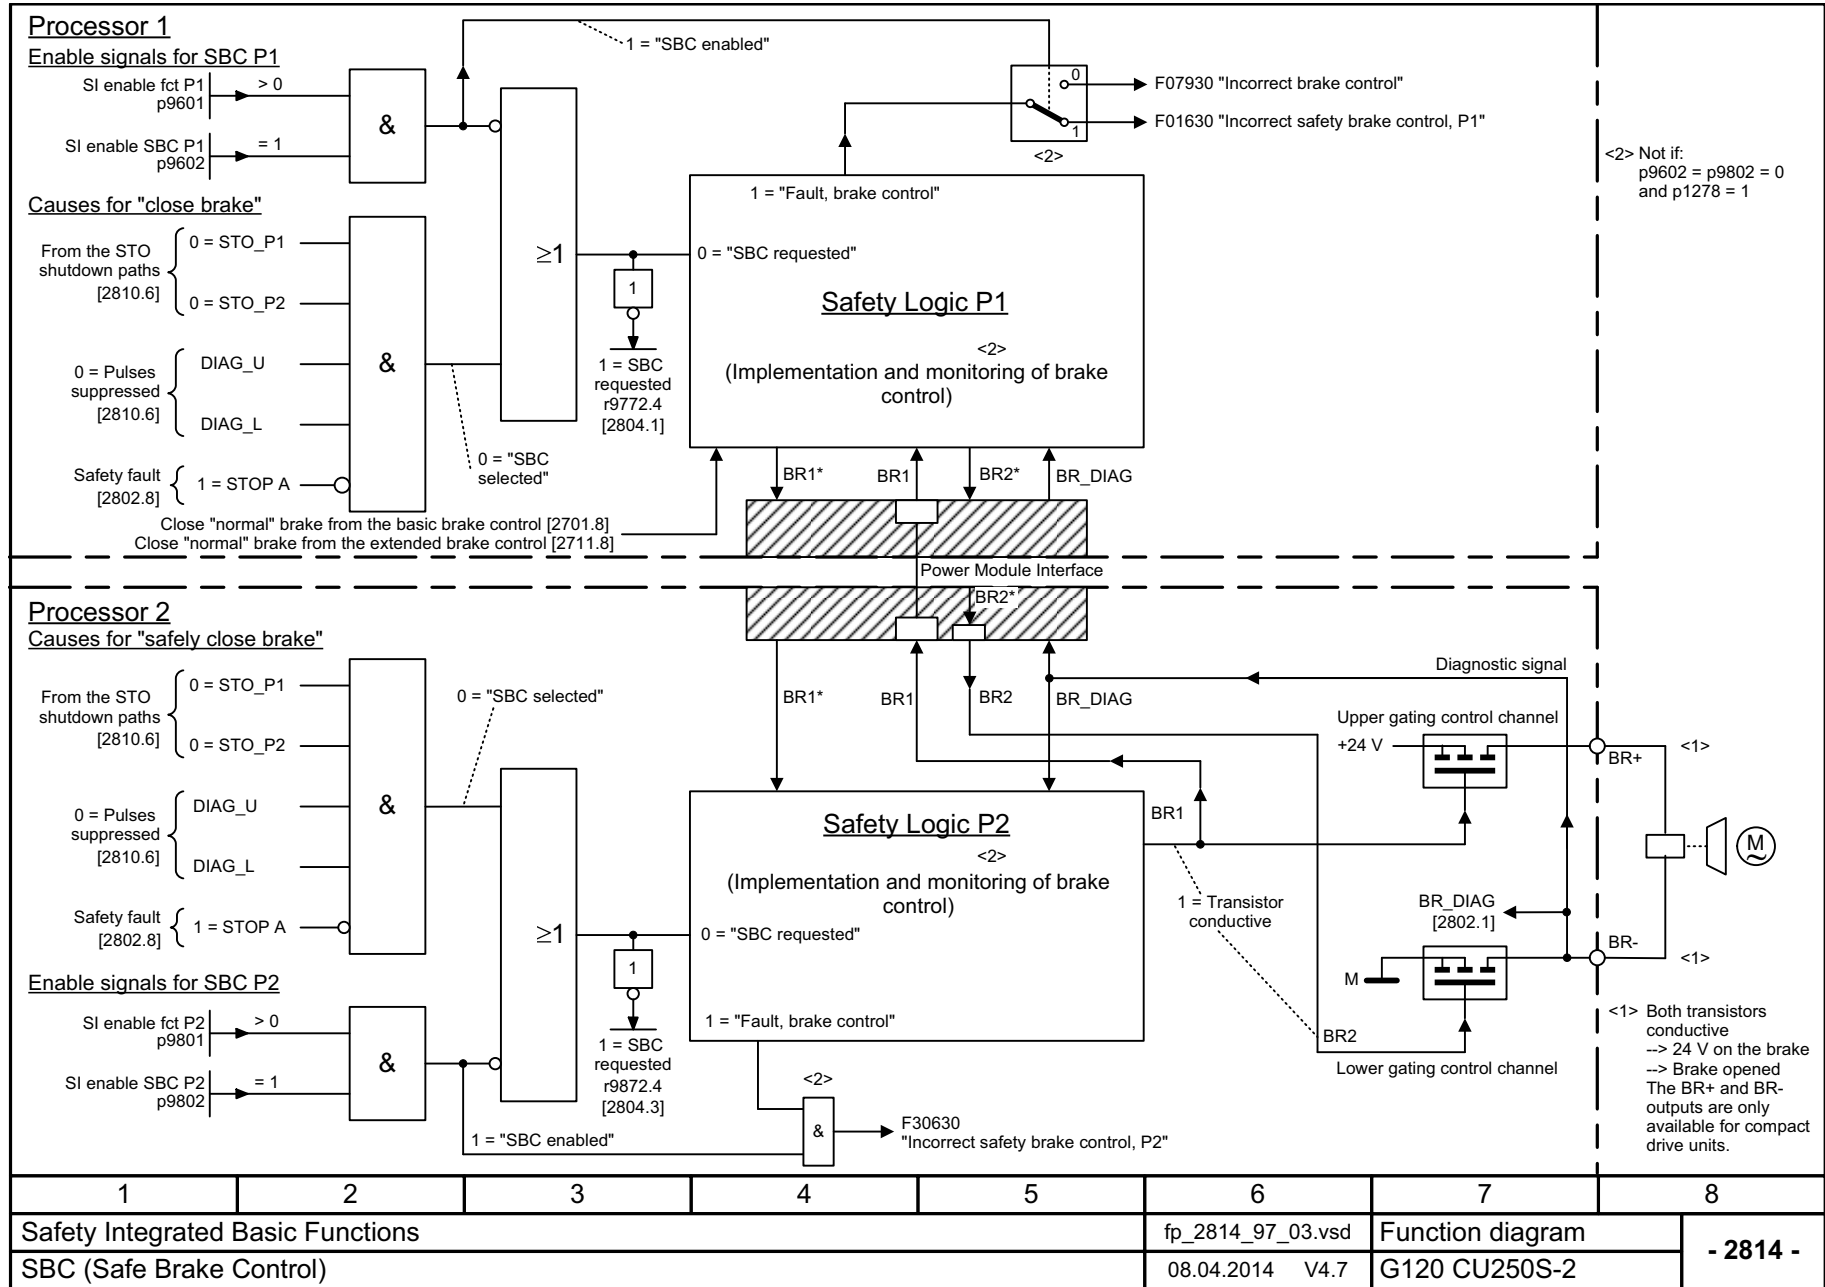 Processor 1
Enable signals for SBC P1
SI enable fct P1
p9601
> 0
SI enable SBC P1
p9602
= 1
&
1 = "SBC enabled"
0
1
<2>
F07930 "Incorrect brake control"
F01630 "Incorrect safety brake control, P1"
<2> Not if:
p9602 = p9802 = 0
and p1278 = 1
Causes for "close brake"
From the STO
shutdown paths
[2810.6]
0 = STO_P1
0 = STO_P2
0 = Pulses
suppressed
[2810.6]
DIAG_U
DIAG_L
Safety fault
[2802.8]
1 = STOP A
&
0 = "SBC
selected"
≥1
1
1 = SBC
requested
r9772.4
[2804.1]
1 = "Fault, brake control"
0 = "SBC requested"
Safety Logic P1
<2>
(Implementation and monitoring of brake
control)
Close "normal" brake from the basic brake control [2701.8]
Close "normal" brake from the extended brake control [2711.8]
BR1*
BR1
BR2*
BR_DIAG
Power Module Interface
BR2*
Processor 2
Causes for "safely close brake"
From the STO
shutdown paths
[2810.6]
0 = STO_P1
0 = STO_P2
0 = Pulses
suppressed
[2810.6]
DIAG_U
DIAG_L
Safety fault
[2802.8]
1 = STOP A
&
0 = "SBC selected"
Enable signals for SBC P2
SI enable fct P2
p9801
> 0
SI enable SBC P2
p9802
= 1
&
≥1
1
1 = SBC
requested
r9872.4
[2804.3]
1 = "SBC enabled"
BR1*
BR1
BR2
BR_DIAG
Safety Logic P2
<2>
(Implementation and monitoring of brake
control)
0 = "SBC requested"
1 = "Fault, brake control"
<2>
&
F30630
"Incorrect safety brake control, P2"
BR1
1 = Transistor
conductive
BR2
Diagnostic signal
Upper gating control channel
+24 V
BR+
<1>
M
BR_DIAG
[2802.1]
BR-
<1>
M
Lower gating control channel
<1> Both transistors
conductive
--> 24 V on the brake
--> Brake opened
The BR+ and BR-
outputs are only
available for compact
drive units.
1 2 3 4 5 6 7 8
Safety Integrated Basic Functions
fp_2814_97_03.vsd
Function diagram
- 2814 -
SBC (Safe Brake Control)
08.04.2014 V4.7
G120 CU250S-2